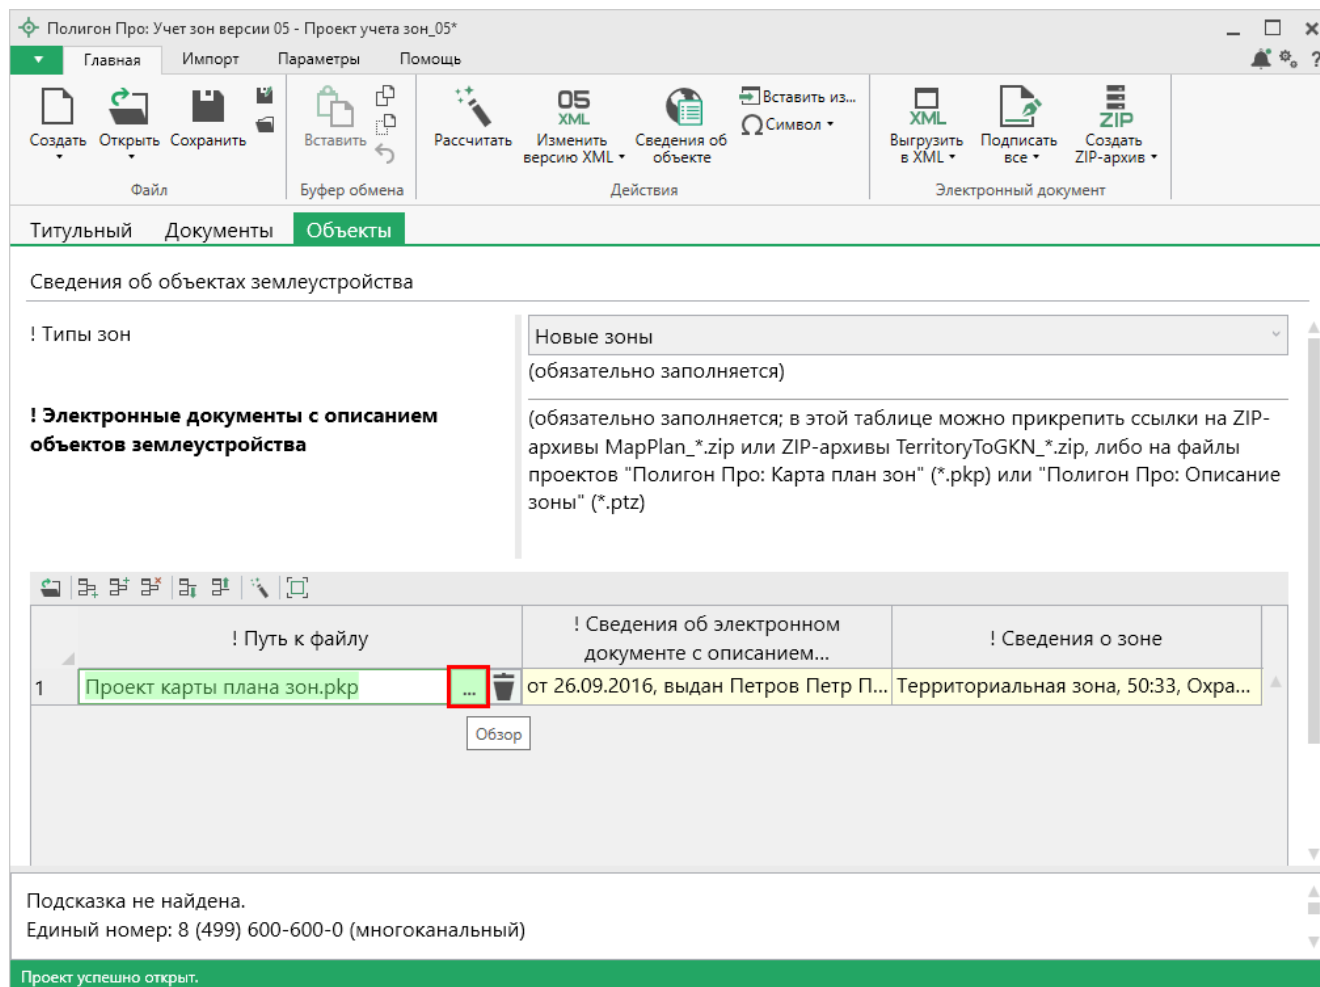 Полигон Про: Учет зон версии 05 - Проект учета зон_05*
Главная Импорт Параметры Помощь
?
Создать Открыть Сохранить
Вставить
Рассчитать
05
XML
Изменить
версию XML
Сведения об
объекте
Вставить из...
Символ
XML
Выгрузить
в XML
Подписать
все
ZIP
Создать
ZIP-архив
Файл Буфер обмена Действия Электронный документ
Титульный Документы Объекты
Сведения об объектах землеустройства
! Типы зон
Новые зоны
(обязательно заполняется)
! Электронные документы с описанием
объектов землеустройства
(обязательно заполняется; в этой таблице можно прикрепить ссылки на ZIP-
архивы MapPlan_*.zip или ZIP-архивы TerritoryToGKN_*.zip, либо на файлы
проектов "Полигон Про: Карта план зон" (*.pkp) или "Полигон Про: Описание
зоны" (*.ptz)
! Путь к файлу
! Сведения об электронном
документе с описанием...
! Сведения о зоне
1 Проект карты плана зон.pkp ... от 26.09.2016, выдан Петров Петр П... Территориальная зона, 50:33, Охра...
Обзор
Подсказка не найдена.
Единый номер: 8 (499) 600-600-0 (многоканальный)
Проект успешно открыт.